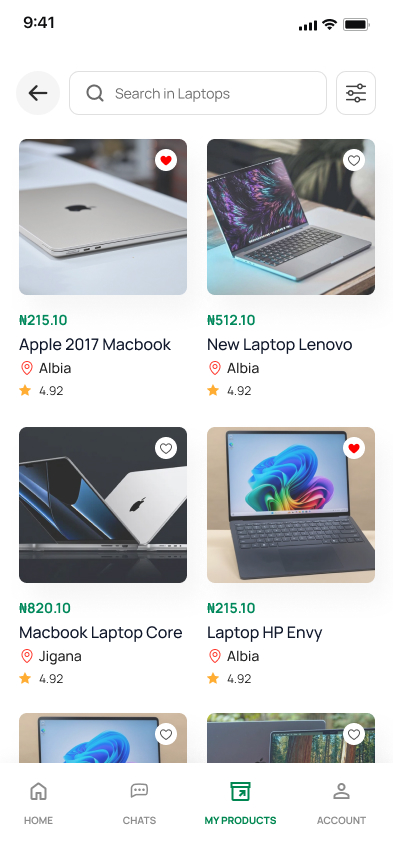 9:41
Search in Laptops
₦215.10
₦512.10
Apple 2017 Macbook
New Laptop Lenovo
Albia
Albia
4.92
4.92
₦820.10
₦215.10
Macbook Laptop Core
Laptop HP Envy
Jigana
Albia
4.92
4.92
HOME
CHATS
MY PRODUCTS
ACCOUNT